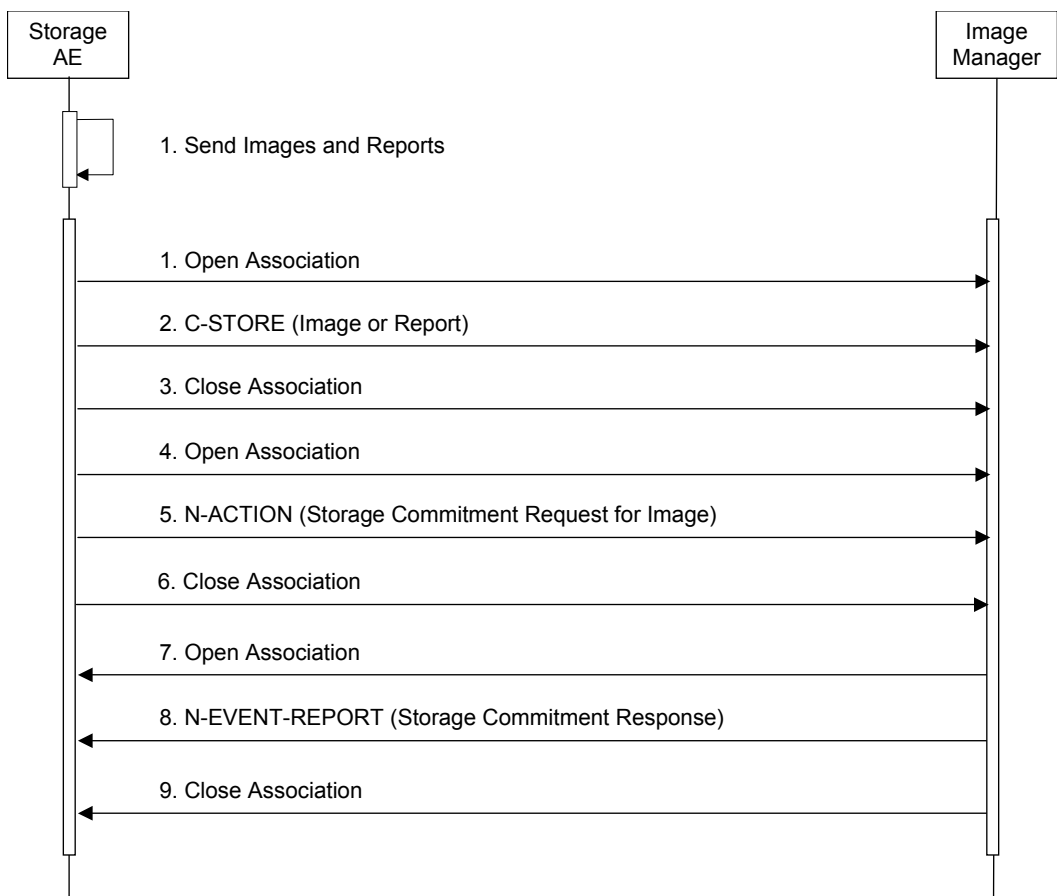 Storage
AE
Image
Manager
1. Send Images and Reports
1. Open Association
2. C-STORE (Image or Report)
3. Close Association
4. Open Association
5. N-ACTION (Storage Commitment Request for Image)
6. Close Association
7. Open Association
8. N-EVENT-REPORT (Storage Commitment Response)
9. Close Association